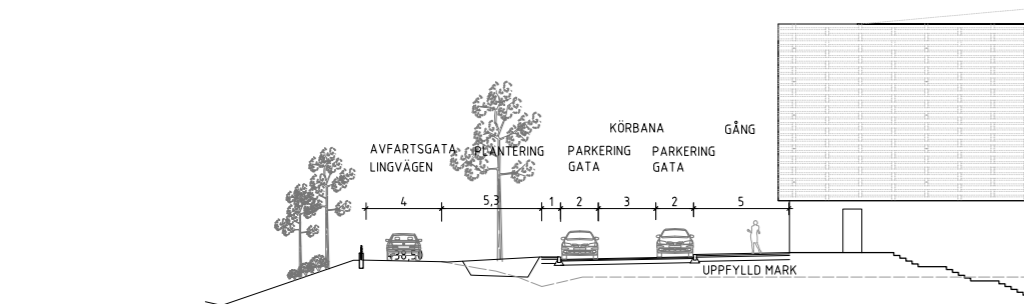 KÖRBANA
GÅNG
AVFARTSGATA
LINGVÄGEN
PLANTERING
PARKERING
GATA
PARKERING
GATA
4
5,3
1
2
3
2
5
+38.50
UPPFYLLD MARK